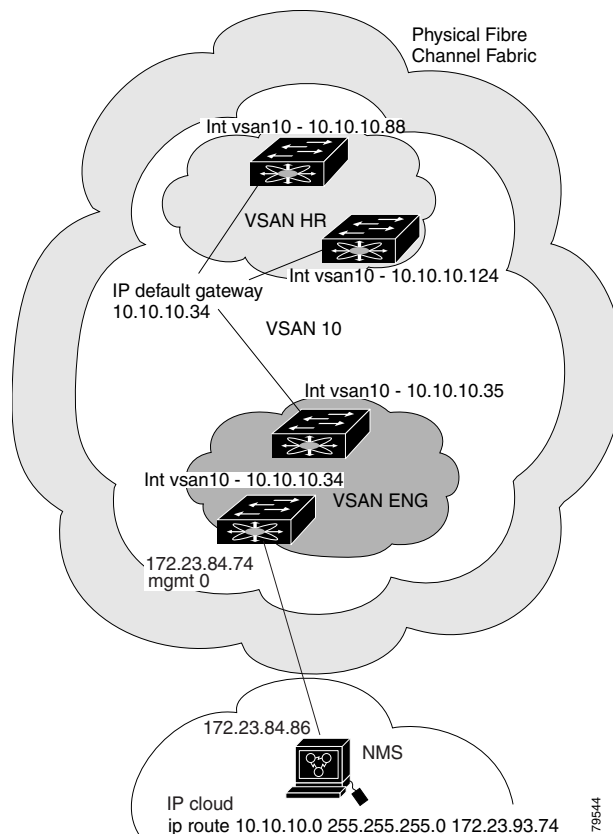 Physical Fibre
Channel Fabric
Int vsan10 - 10.10.10.88
VSAN HR
Int vsan10 - 10.10.10.124
IP default gateway
10.10.10.34
VSAN 10
Int vsan10 - 10.10.10.35
Int vsan10 - 10.10.10.34
VSAN ENG
172.23.84.74
mgmt 0
172.23.84.86
NMS
IP cloud
ip route 10.10.10.0 255.255.255.0 172.23.93.74
79544